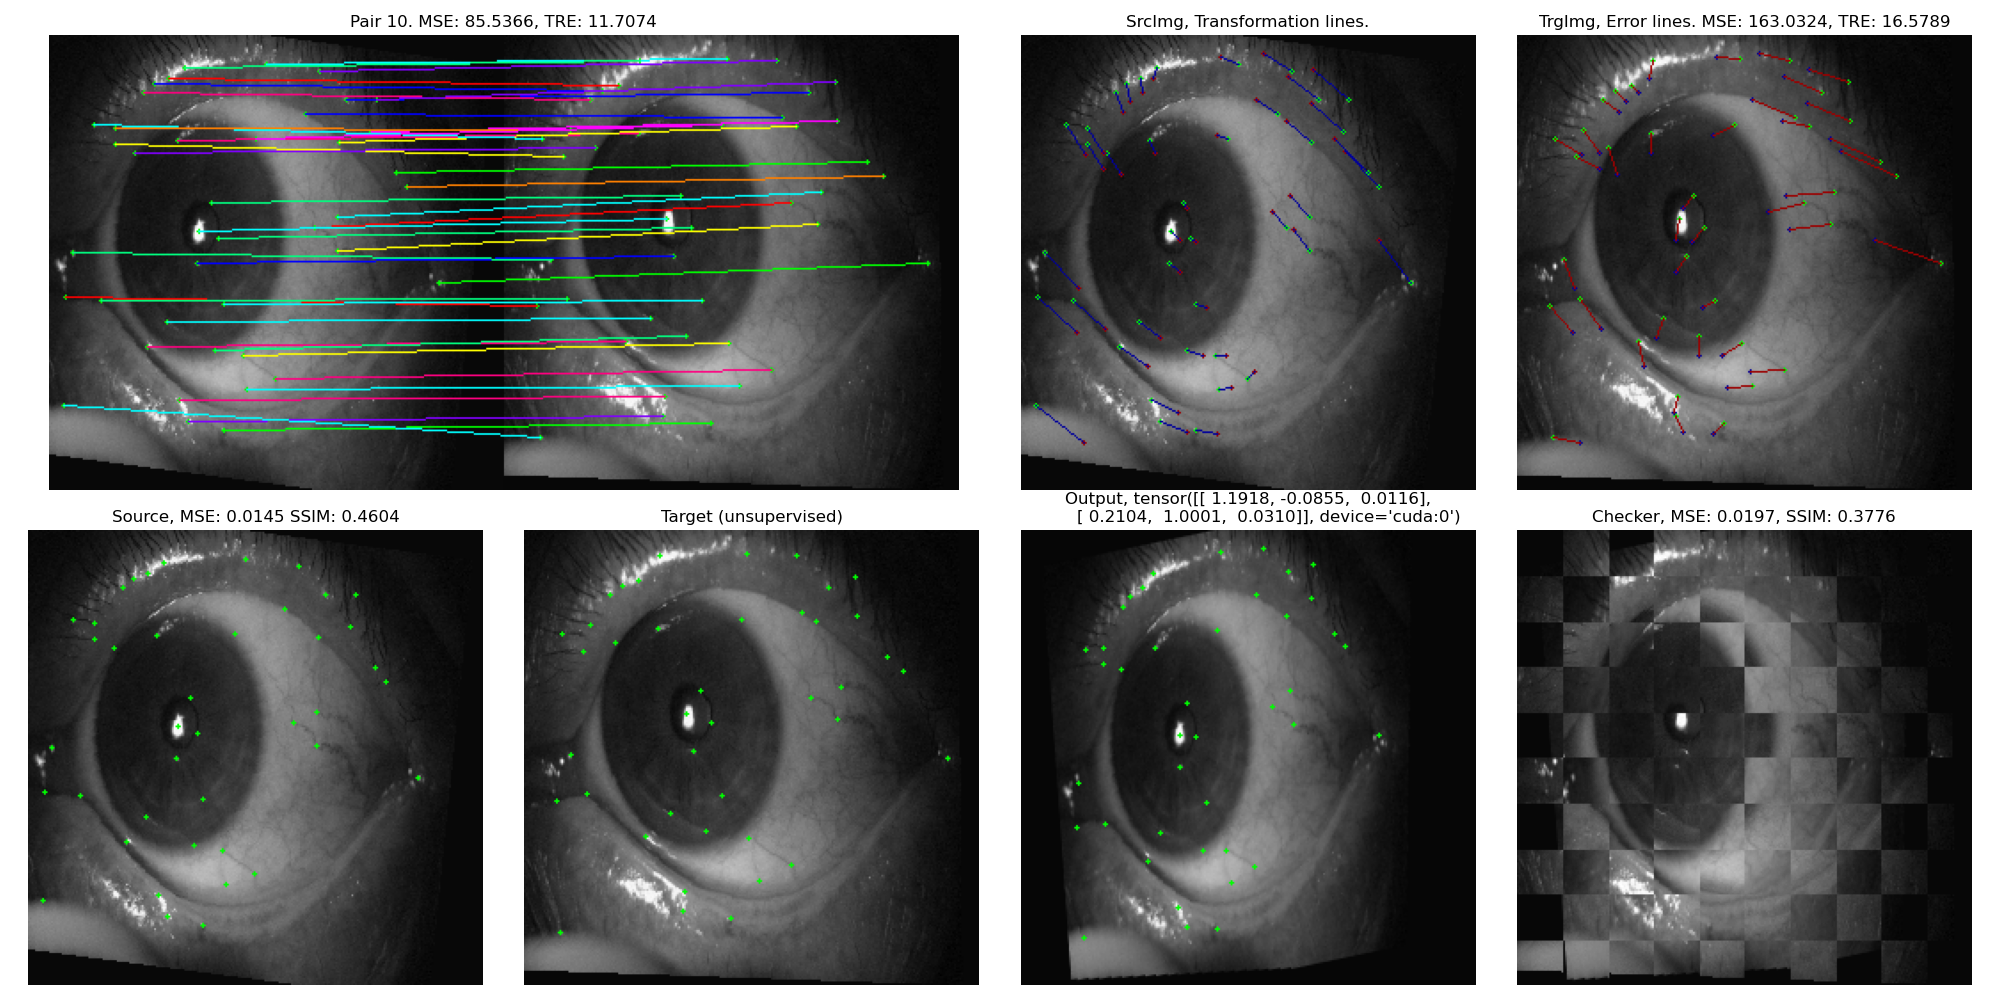 Pair 10. MSE: 85.5366, TRE: 11.7074
SrcImg, Transformation lines.
TrgImg, Error lines. MSE: 163.0324, TRE: 16.5789
Source, MSE: 0.0145 SSIM: 0.4604
Target (unsupervised)
Output, tensor([[ 1.1918, -0.0855,  0.0116],
[ 0.2104,  1.0001,  0.0310]], device='cuda:0')
Checker, MSE: 0.0197, SSIM: 0.3776